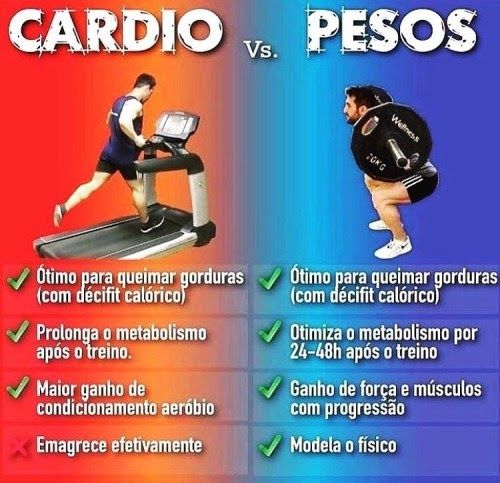 CARDIO Vs. PESOS
Wellness
20KG
Ótimo para queimar gorduras
(com décifit calórico)
Ótimo para queimar gorduras
(com décifit calórico)
Prolonga o metabolismo
após o treino.
Otimiza o metabolismo por
24-48h após o treino
Maior ganho de
condicionamento aeróbio
Ganho de força e músculos
com progressão
Emagrece efetivamente
Modela o físico